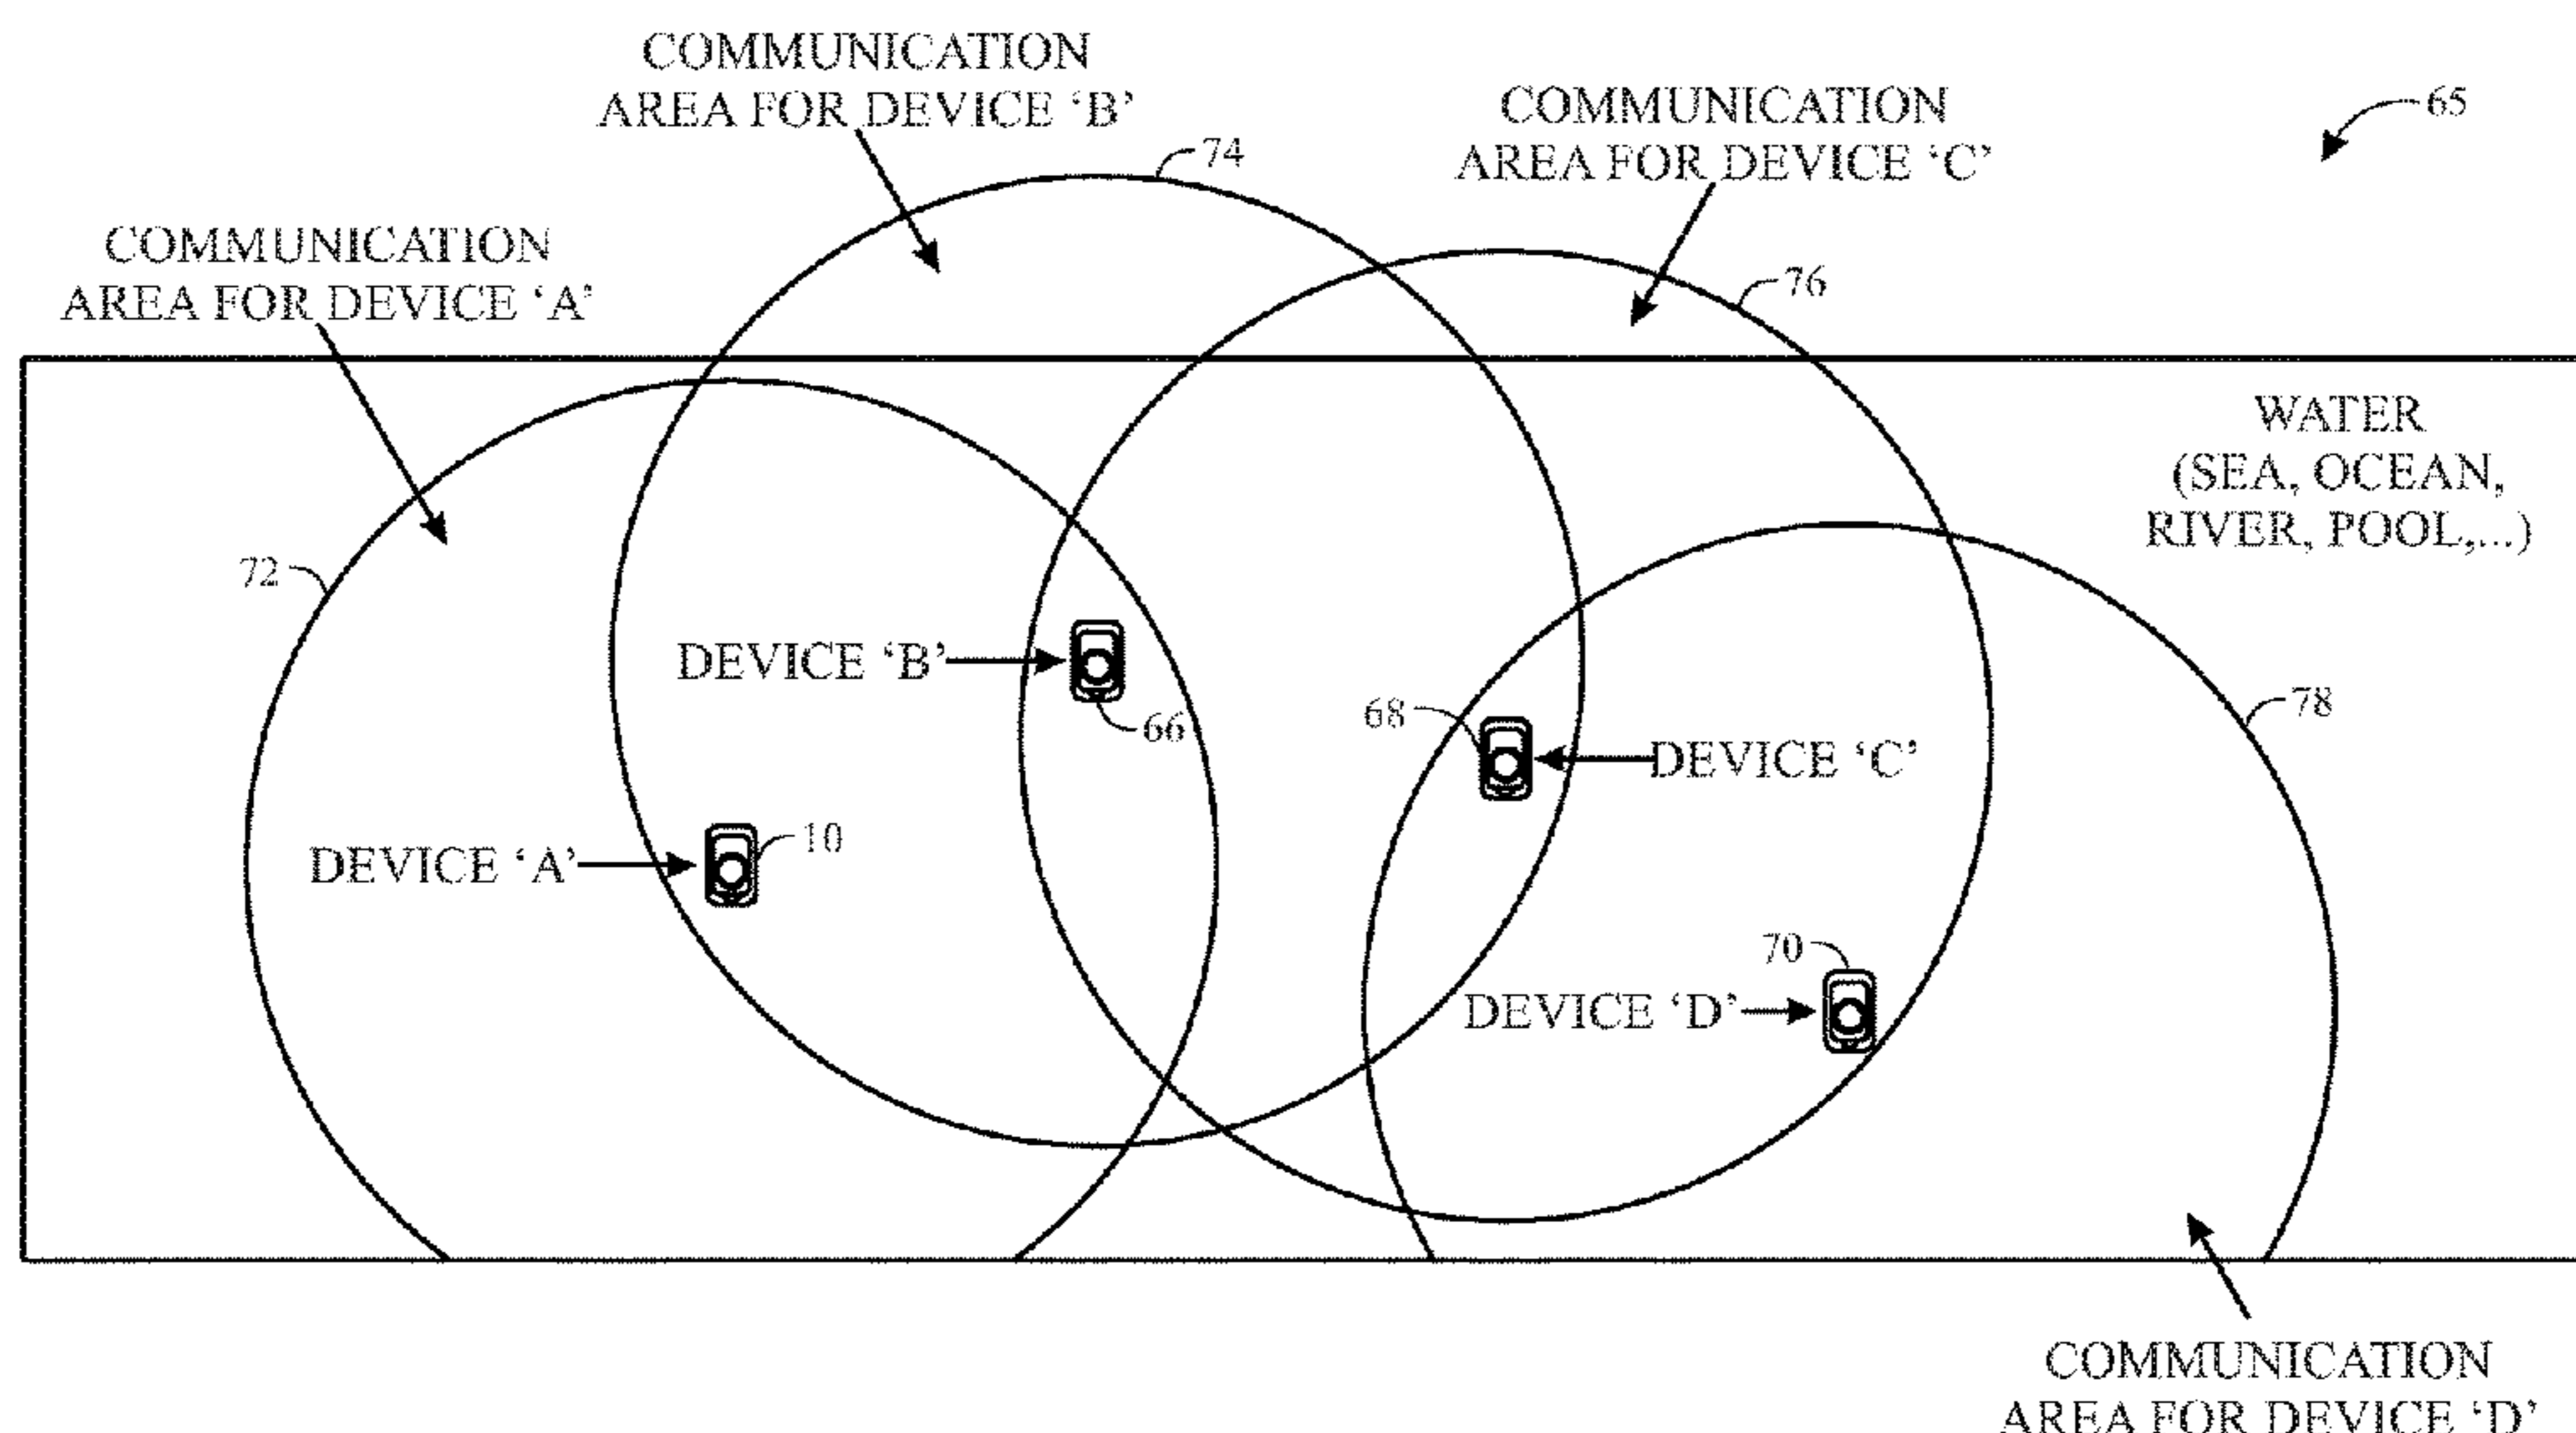 COMMUNICATION
AREA FOR DEVICE ‘B’
COMMUNICATION
AREA FOR DEVICE ‘C’
65
74
COMMUNICATION
AREA FOR DEVICE ‘A’
76
WATER
(SEA, OCEAN,
RIVER, POOL,...)
72
DEVICE ‘B’
66
68
78
DEVICE ‘C’
DEVICE ‘A’
10
70
DEVICE ‘D’
COMMUNICATION
AREA FOR DEVICE ‘D’